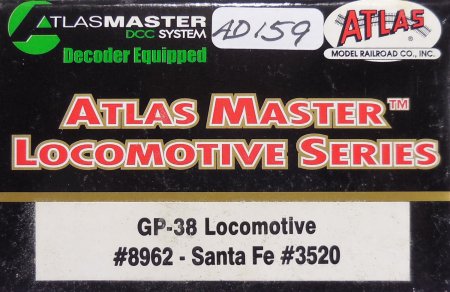 ATLASMASTER
DCC SYSTEM
Decoder Equipped
AD159
ATLAS ®
MODEL RAILROAD CO., INC.
ATLAS MASTER™
LOCOMOTIVE SERIES
GP-38 Locomotive
#8962 - Santa Fe #3520